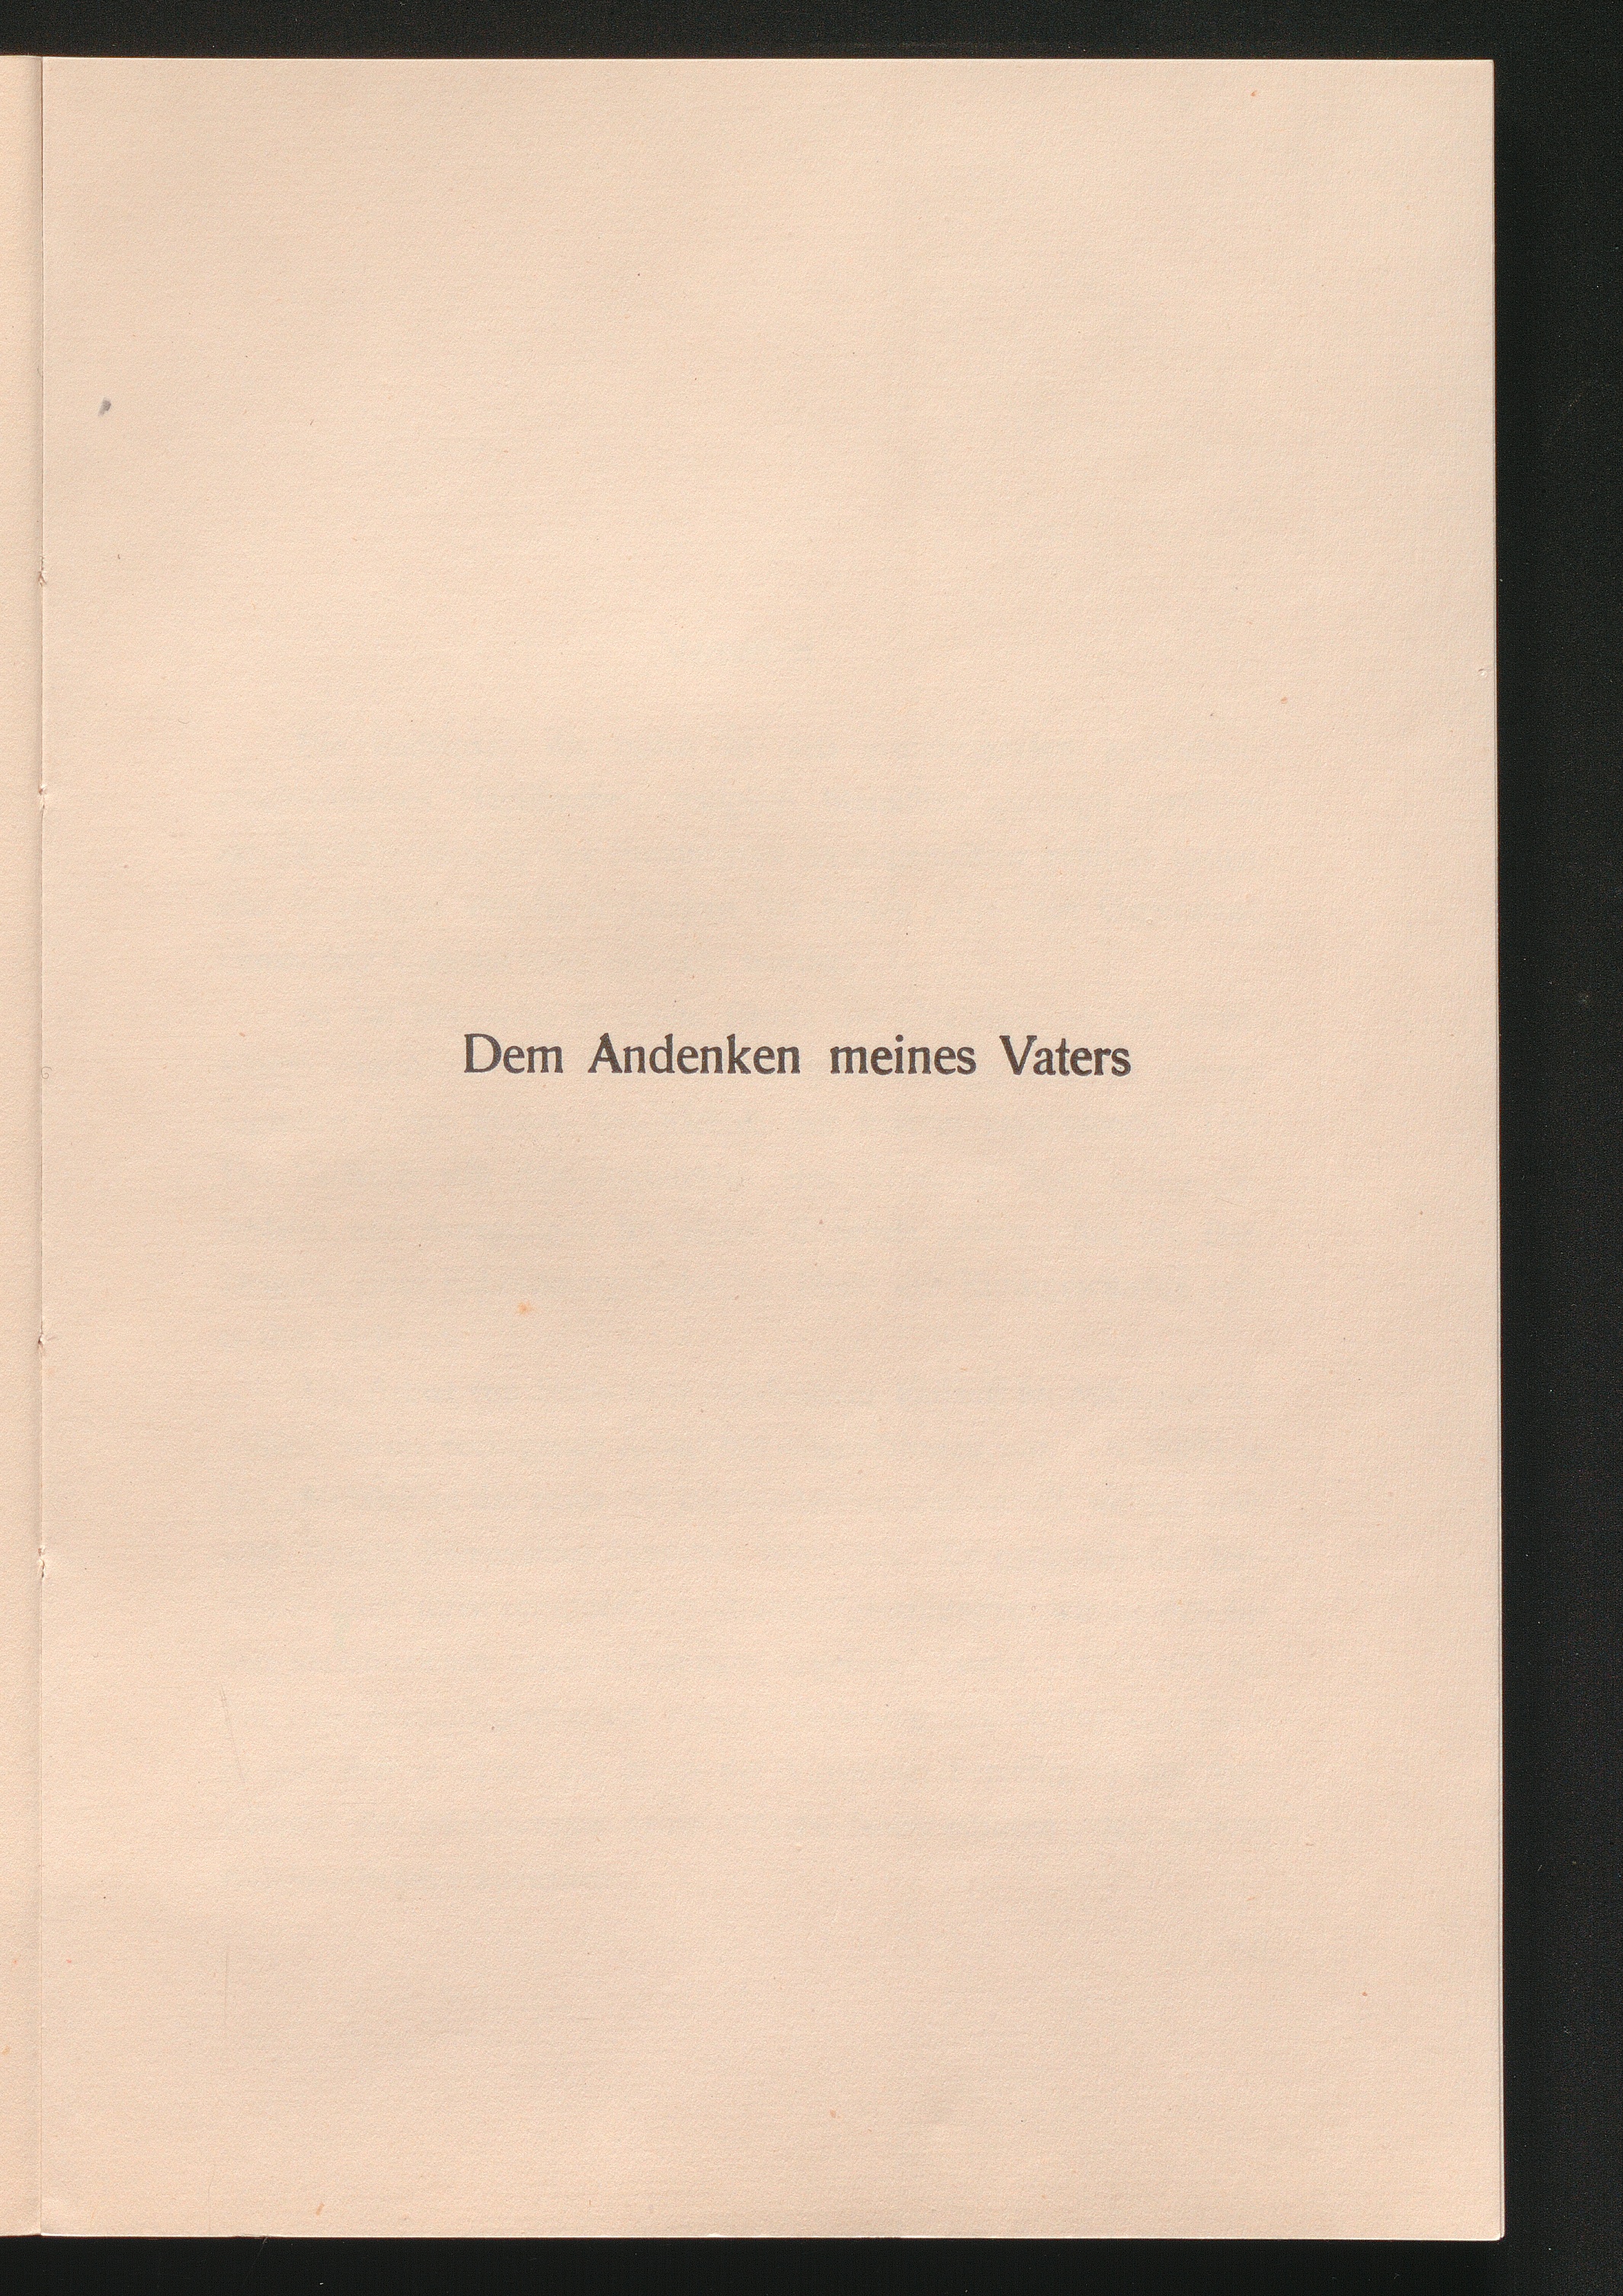 Dem Andenken meines Vaters